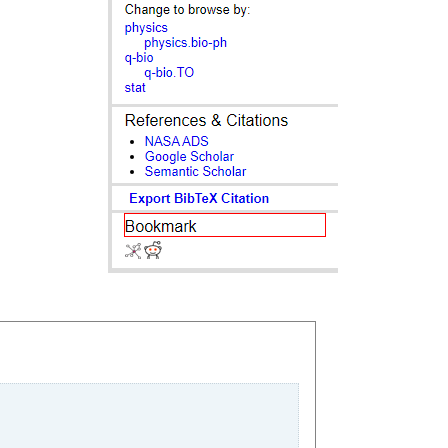 Change to browse by:
physics
physics.bio-ph
q-bio
q-bio.TO
stat
References & Citations
NASA ADS
Google Scholar
Semantic Scholar
Export BibTeX Citation
Bookmark